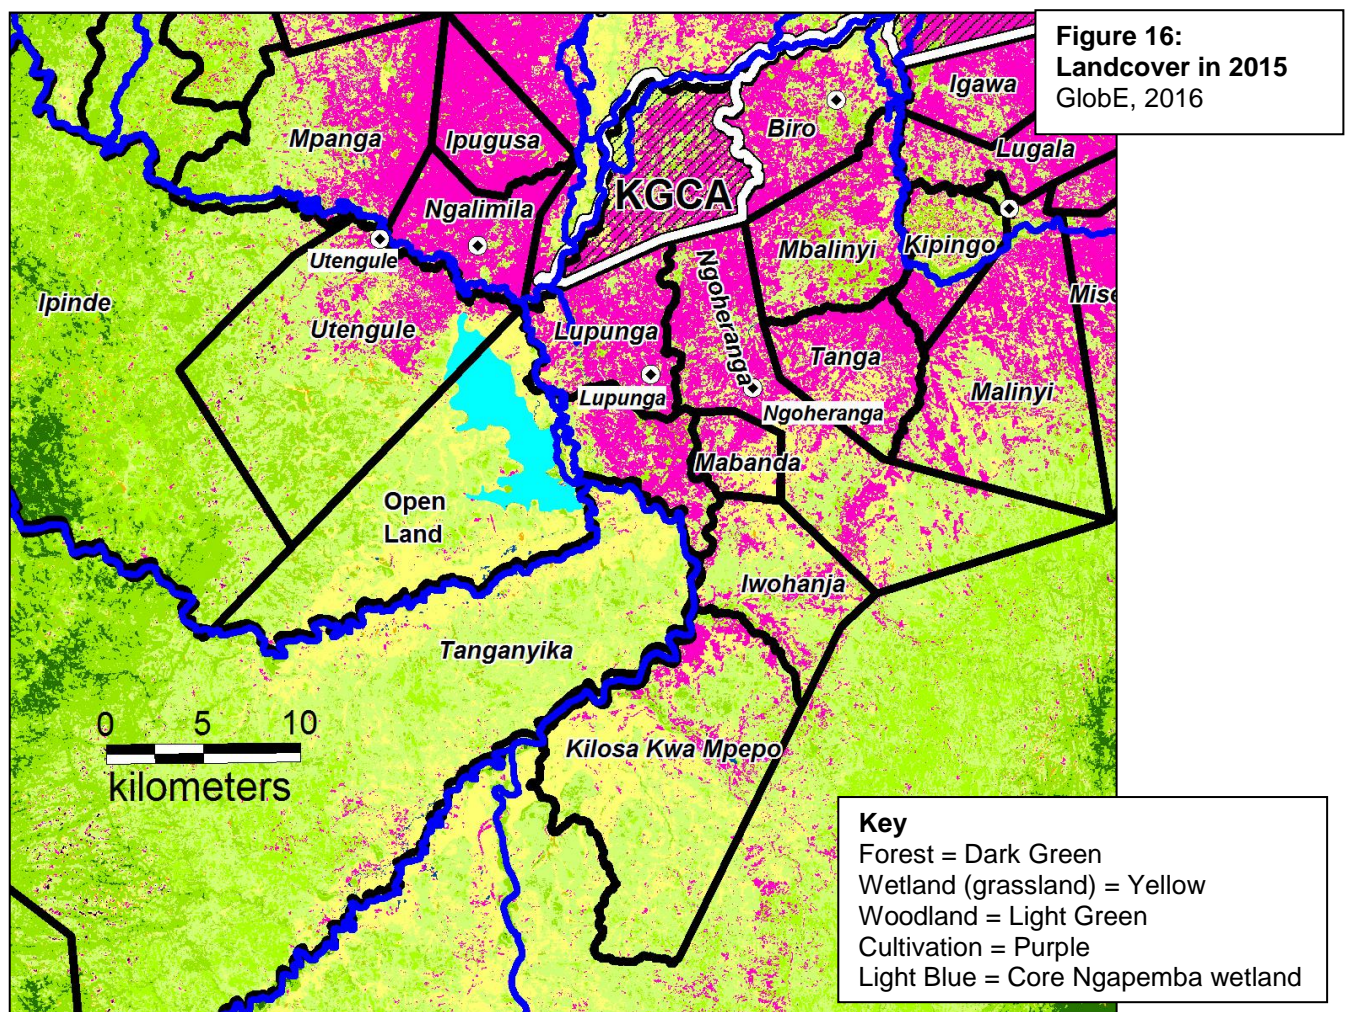 Figure 16:
Landcover in 2015
GlobE, 2016
Igawa
Biro
Mpanga
Ipugusa
Lugala
KGCA
Ngalimila
Mbalinyi
Kipingo
Utengule
Ngoheranga
Ipinde
Mise
Utengule
Lupunga
Tanga
Malinyi
Lupunga
Ngoheranga
Mabanda
Open
Land
Iwohanja
Tanganyika
0 5 10
kilometers
Kilosa Kwa Mpepo
Key
Forest = Dark Green
Wetland (grassland) = Yellow
Woodland = Light Green
Cultivation = Purple
Light Blue = Core Ngapemba wetland